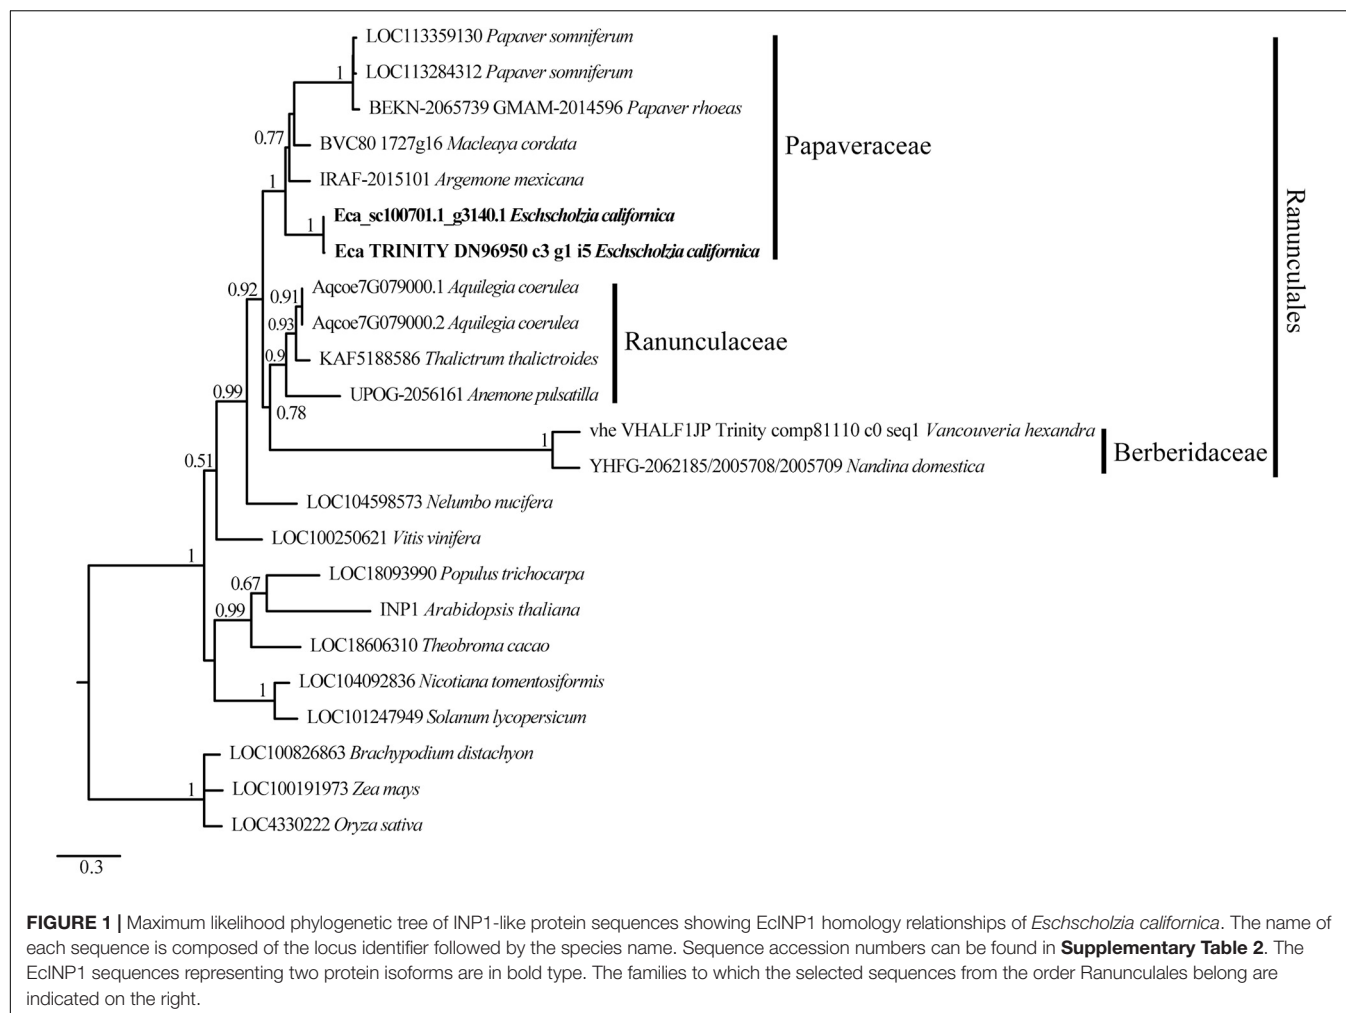 LOC113359130 Papaver somniferum
LOC113284312 Papaver somniferum
1
BEKN-2065739 GMAM-2014596 Papaver rhoeas
0.77
BVC80 1727g16 Macleaya cordata
Papaveraceae
1
IRAF-2015101 Argemone mexicana
Eca_sc100701.1_g3140.1 Eschscholzia californica
1
Eca TRINITY DN96950 c3 g1 i5 Eschscholzia californica
Ranunculales
0.92
0.91
Aqcoe7G079000.1 Aquilegia coerulea
0.93
Aqcoe7G079000.2 Aquilegia coerulea
Ranunculaceae
0.9
KAF5188586 Thalictrum thalictroides
0.99
UPOG-2056161 Anemone pulsatilla
0.78
vhe VHALF1JP Trinity comp81110 c0 seq1 Vancouveria hexandra
1
Berberidaceae
0.51
YHFG-2062185/2005708/2005709 Nandina domestica
LOC104598573 Nelumbo nucifera
LOC100250621 Vitis vinifera
1
0.67
LOC18093990 Populus trichocarpa
0.99
INP1 Arabidopsis thaliana
LOC18606310 Theobroma cacao
1
LOC104092836 Nicotiana tomentosiformis
LOC101247949 Solanum lycopersicum
LOC100826863 Brachypodium distachyon
1
LOC100191973 Zea mays
LOC4330222 Oryza sativa
0.3
FIGURE 1 | Maximum likelihood phylogenetic tree of INP1-like protein sequences showing EcINP1 homology relationships of Eschscholzia californica. The name of
each sequence is composed of the locus identifier followed by the species name. Sequence accession numbers can be found in Supplementary Table 2. The
EcINP1 sequences representing two protein isoforms are in bold type. The families to which the selected sequences from the order Ranunculales belong are
indicated on the right.